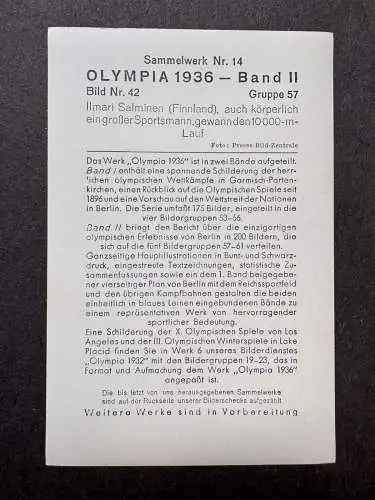 Sammelwerk Nr. 14
OLYMPIA 1936 — Band II
Bild Nr. 42 Gruppe 57
Ilmari Salminen (Finnland), auch körperlich
ein großer Sportsmann, gewann den 10000-m-
Lauf
Foto: Presse-Bild-Zentrale
Das Werk „Olympia 1936" ist in zwei Bände aufgeteilt.
Band I enthält eine spannende Schilderung der herr-
lichen olympischen Wettkämpfe in Garmisch-Parten-
kirchen, einen Rückblick auf die Olympischen Spiele seit
1896 und eine Vorschau auf den Wettstreit der Nationen
in Berlin. Die Serie umfaßt 175 Bilder, eingeteilt in die
vier Bildergruppen 53–56.
Band II bringt den Bericht über die einzigartigen
olympischen Erlebnisse von Berlin in 200 Bildern, die
sich auf die fünf Bildergruppen 57–61 verteilen.
Ganzseitige Hauptillustrationen in Bunt- und Schwarz-
druck, eingestreute Textzeichnungen, statistische Zu-
sammenfassungen sowie ein dem 1. Band beigegebe-
ner vierseitiger Plan von Berlin mit dem Reichssportfeld
und den übrigen Kampfbahnen gestalten die beiden
einheitlich in blaues Leinen eingebundenen Bände zu
einem repräsentativen Werk von hervorragender
sportlicher Bedeutung.
Eine Schilderung der X. Olympischen Spiele von Los
Angeles und der III. Olympischen Winterspiele in Lake
Placid finden Sie in Werk 6 unseres Bilderdienstes
„Olympia 1932" mit den Bildergruppen 19–23, das in
Format und Aufmachung dem Werk „Olympia 1936"
angepaßt ist.
Die bis jetzt von uns herausgegebenen Sammelwerke
sind auf der Rückseite unserer Bilderschecks aufgezählt
Weitere Werke sind in Vorbereitung